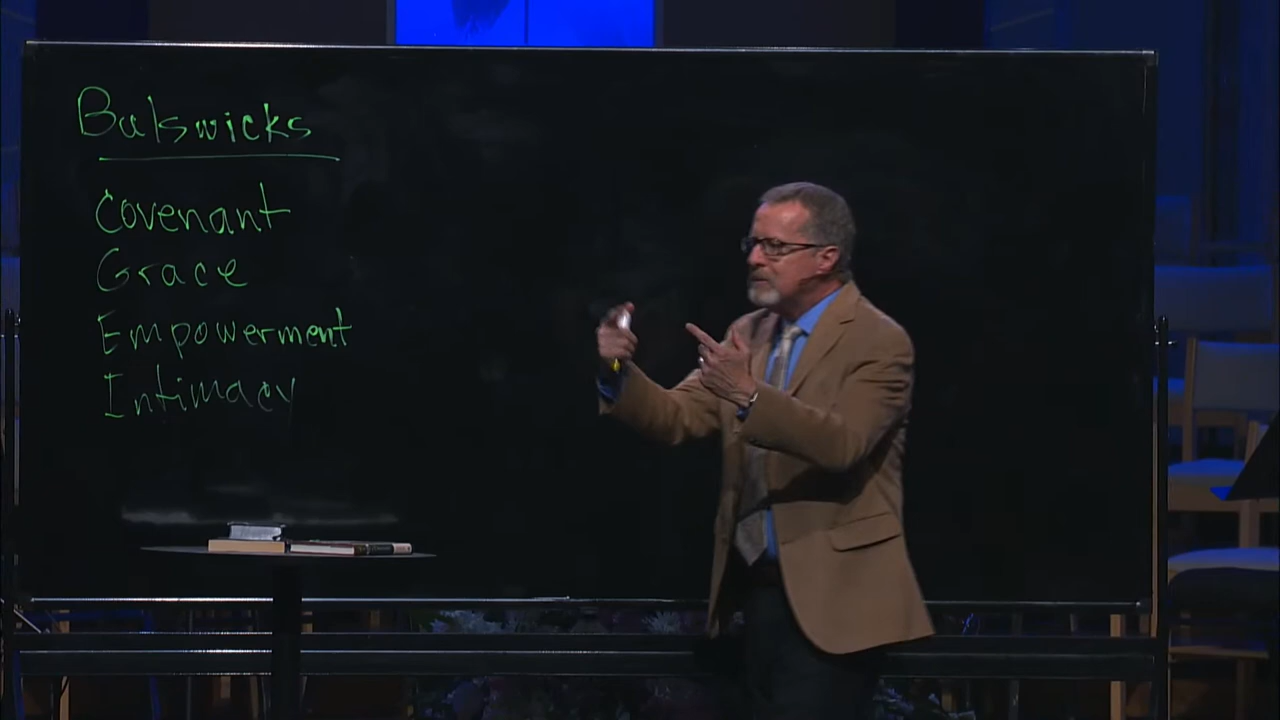 Balswicks
Covenant
Grace
Empowerment
Intimacy